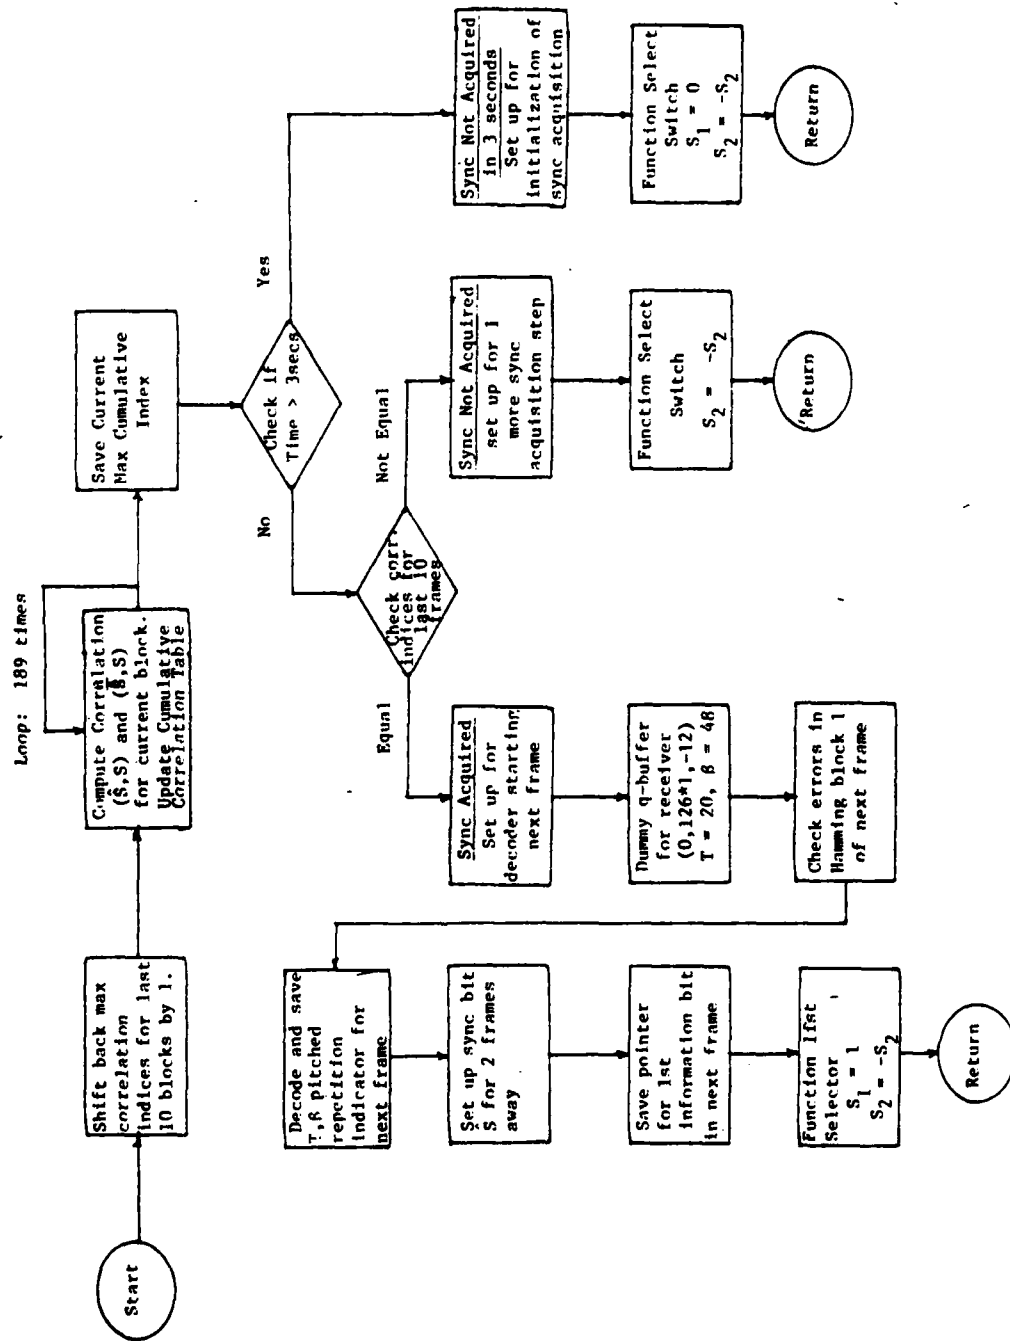 Start
Shift back max
correlation
indices for last
10 blocks by 1.
Loop: 189 times
Compute Corralation
(Ŝ,S) and (S̄,S)
for current block.
Update Cumulative
Correlation Table
Save Current
Max Cumulative
Index
Check if
Time > 3secs
No
Yes
Check corr.
indices for
last 10
frames
Equal
Not Equal
Sync Not Acquired
in 3 seconds
Set up for
initialization of
sync acquisition
Function Select
Switch
S1 = 0
S2 = -S2
Return
Sync Not Acquired
set up for 1
more sync
acquisition step
Function Select
Switch
S2 = -S2
Return
Sync Acquired
Set up for
decoder starting
next frame
Dummy q-buffer
for receiver
(0,126*1,-12)
T = 20, β = 48
Check errors in
Hamming block 1
of next frame
Decode and save
T,β pitched
repetition
indicator for
next frame
Set up sync bit
S for 2 frames
away
Save pointer
for 1st
information bit
in next frame
Function 1fst
Selector
S1 = 1
S2 = -S2
Return